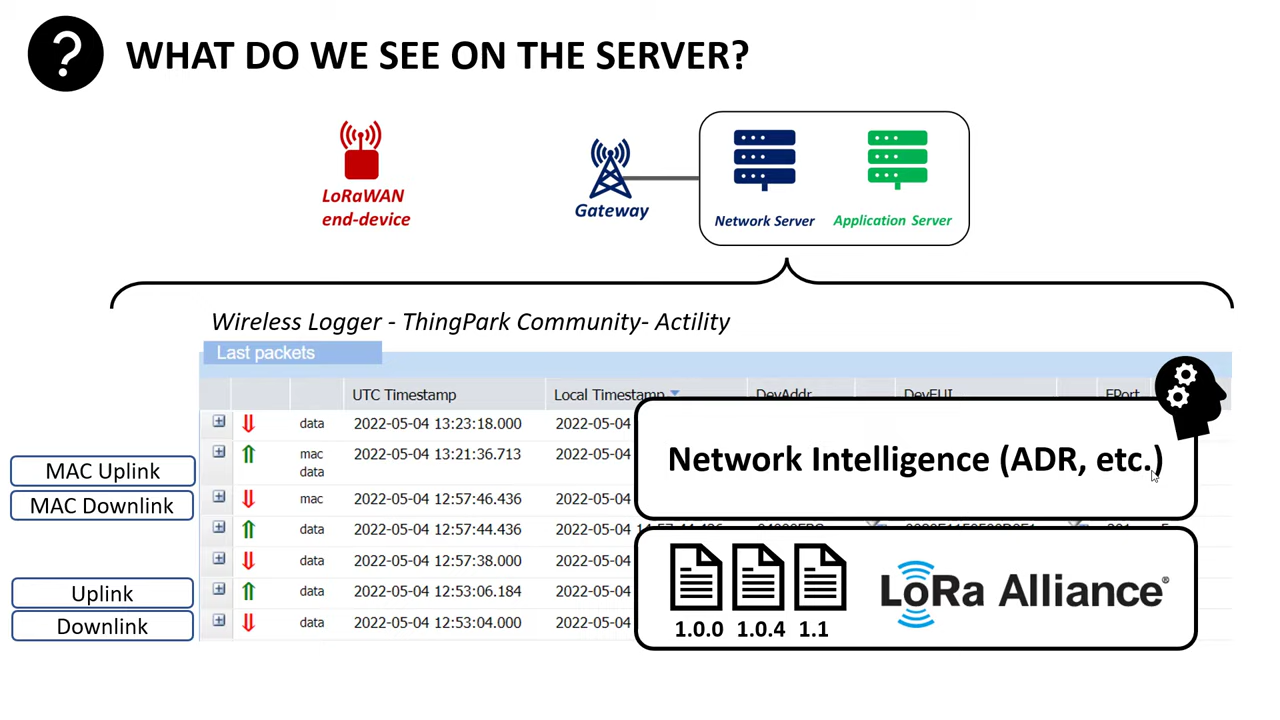 ?
WHAT DO WE SEE ON THE SERVER?
LoRaWAN
end-device
Gateway
Network Server
Application Server
Wireless Logger - ThingPark Community- Actility
Last packets
UTC Timestamp Local Timestamp DevAddr DevEUI FPort
data 2022-05-04 13:23:18.000 2022-05-04
mac
data 2022-05-04 13:21:36.713 2022-05-04
mac 2022-05-04 12:57:46.436 2022-05-04
data 2022-05-04 12:57:44.436 2022-05-04
data 2022-05-04 12:57:38.000 2022-05-04
data 2022-05-04 12:53:06.184 2022-05-04
data 2022-05-04 12:53:04.000 2022-05-04
MAC Uplink
MAC Downlink
Uplink
Downlink
Network Intelligence (ADR, etc.)
1.0.0 1.0.4 1.1
LoRa Alliance®